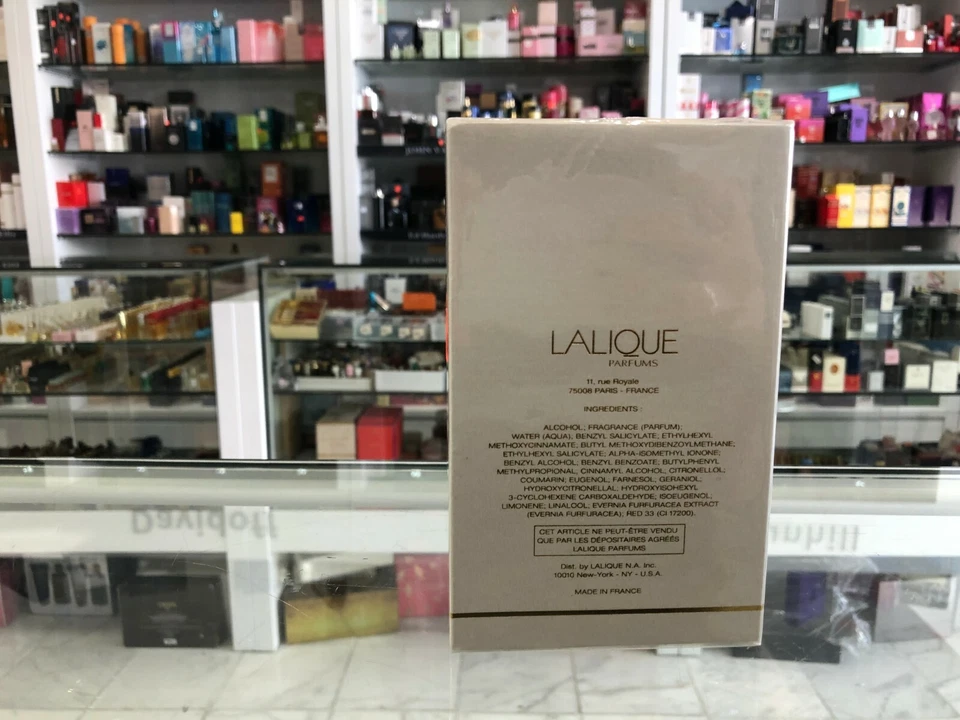 LALIQUE
PARFUMS
11, rue Royale
75008 PARIS - FRANCE
INGREDIENTS :
ALCOHOL; FRAGRANCE (PARFUM);
WATER (AQUA); BENZYL SALICYLATE; ETHYLHEXYL
METHOXYCINNAMATE; BUTYL METHOXYDIBENZOYLMETHANE;
ETHYLHEXYL SALICYLATE; ALPHA-ISOMETHYL IONONE;
BENZYL ALCOHOL; BENZYL BENZOATE; BUTYLPHENYL
METHYLPROPIONAL; CINNAMYL ALCOHOL; CITRONELLOL;
COUMARIN; EUGENOL; FARNESOL; GERANIOL;
HYDROXYCITRONELLAL; HYDROXYISOHEXYL
3-CYCLOHEXENE CARBOXALDEHYDE; ISOEUGENOL;
LIMONENE; LINALOOL; EVERNIA FURFURACEA EXTRACT
(EVERNIA FURFURACEA); RED 33 (CI 17200).
CET ARTICLE NE PEUT-ÊTRE VENDU
QUE PAR LES DÉPOSITAIRES AGRÉÉS
LALIQUE PARFUMS
Dist. by LALIQUE N.A. Inc.
10010 New-York - NY - U.S.A.
MADE IN FRANCE
Davidoff
unhill